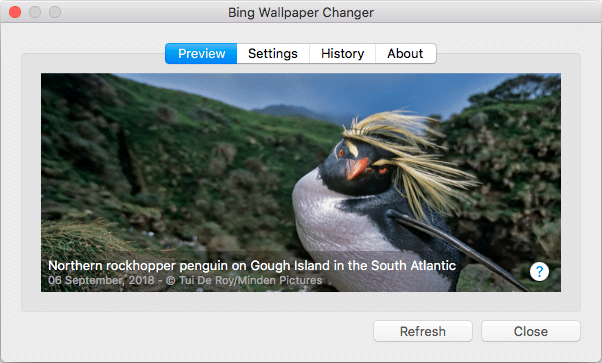 Bing Wallpaper Changer
Preview Settings History About
Northern rockhopper penguin on Gough Island in the South Atlantic
06 September, 2018 - © Tui De Roy/Minden Pictures
?
Refresh Close